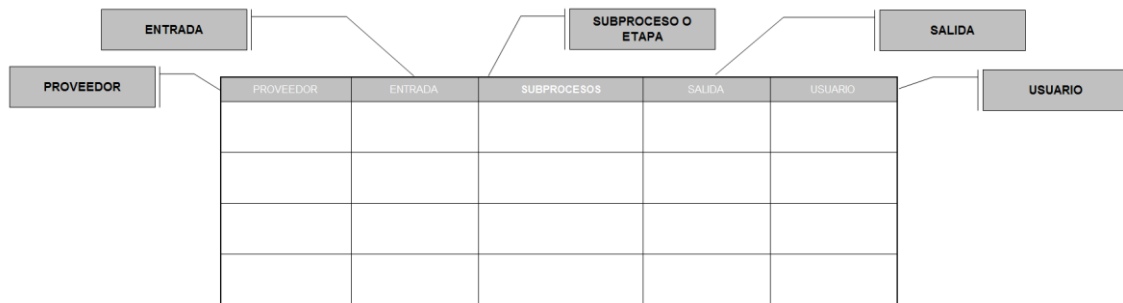 ENTRADA
SUBPROCESO O
ETAPA
SALIDA
PROVEEDOR
USUARIO
PROVEEDOR ENTRADA SUBPROCESOS SALIDA USUARIO